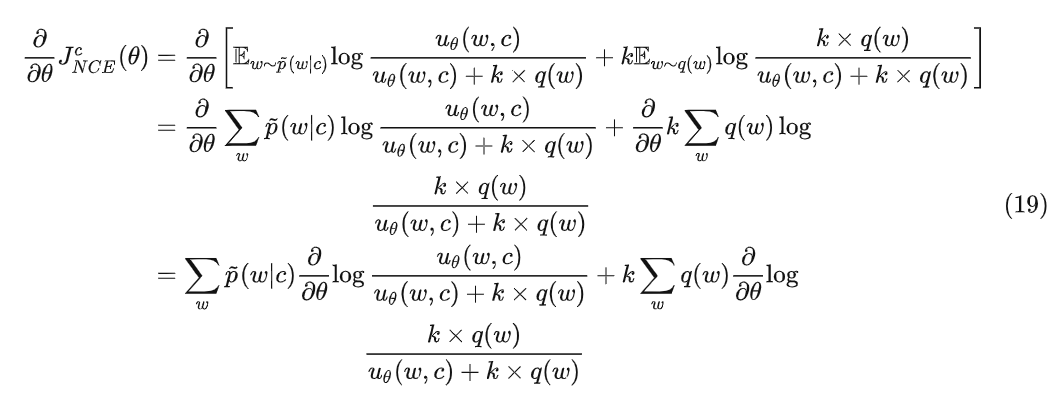 ∂/∂θ J^c_{NCE}(θ) = ∂/∂θ [ 𝔼_{w∼p̃(w|c)} log u_θ(w, c) / (u_θ(w, c) + k × q(w)) + k𝔼_{w∼q(w)} log k × q(w) / (u_θ(w, c) + k × q(w)) ]
= ∂/∂θ ∑_w p̃(w|c) log u_θ(w, c) / (u_θ(w, c) + k × q(w)) + ∂/∂θ k ∑_w q(w) log
k × q(w) / (u_θ(w, c) + k × q(w)) (19)
= ∑_w p̃(w|c) ∂/∂θ log u_θ(w, c) / (u_θ(w, c) + k × q(w)) + k ∑_w q(w) ∂/∂θ log
k × q(w) / (u_θ(w, c) + k × q(w))